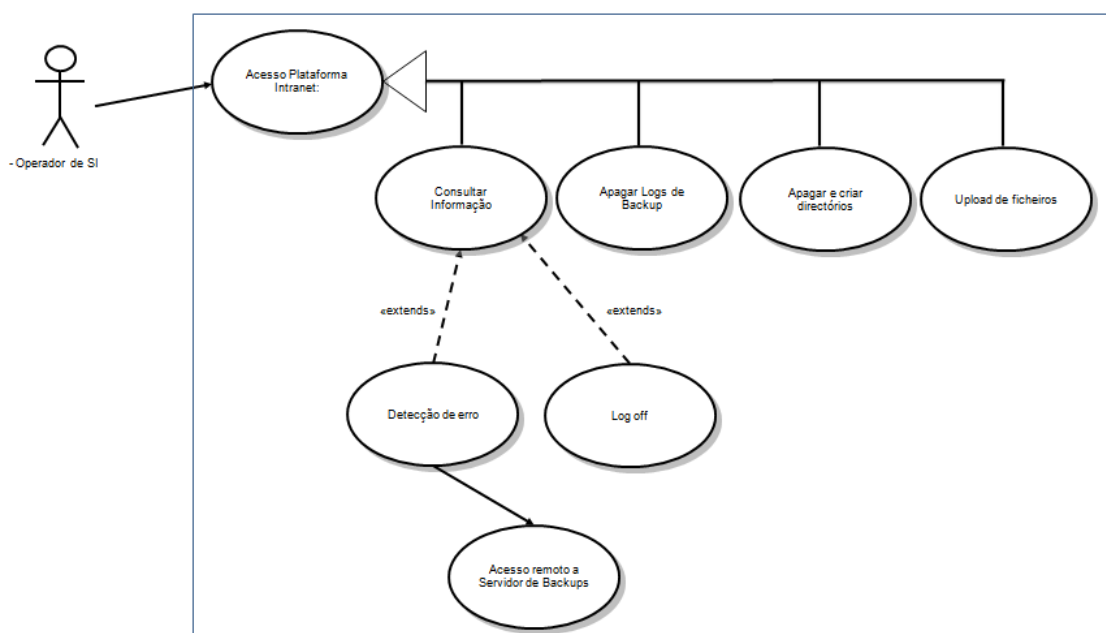 Acesso Plataforma
Intranet:
- Operador de SI
Consultar
Informação
Apagar Logs de
Backup
Apagar e criar
directórios
Upload de ficheiros
«extends»
«extends»
Detecção de erro
Log off
Acesso remoto a
Servidor de Backups